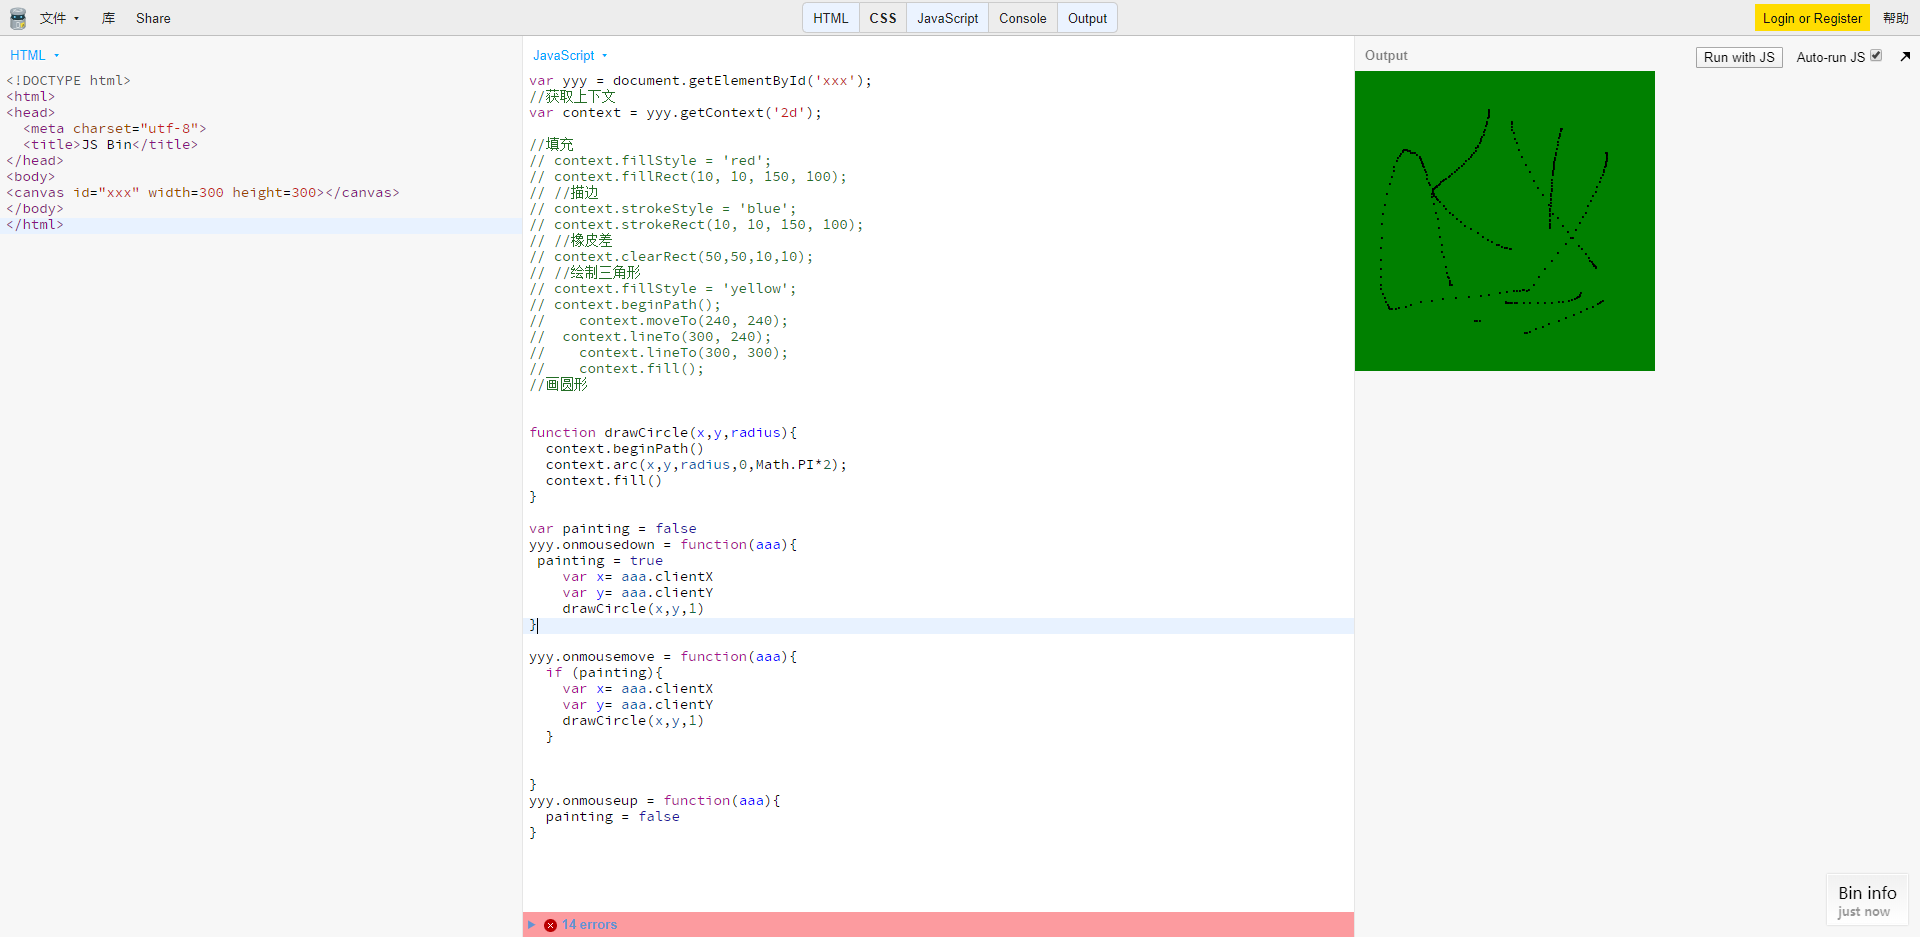 文件 库 Share HTML CSS JavaScript Console Output Login or Register 帮助
HTML
<!DOCTYPE html>
<html>
<head>
  <meta charset="utf-8">
  <title>JS Bin</title>
</head>
<body>
<canvas id="xxx" width=300 height=300></canvas>
</body>
</html>
JavaScript
var yyy = document.getElementById('xxx');
//获取上下文
var context = yyy.getContext('2d');
//填充
// context.fillStyle = 'red';
// context.fillRect(10, 10, 150, 100);
// //描边
// context.strokeStyle = 'blue';
// context.strokeRect(10, 10, 150, 100);
// //橡皮差
// context.clearRect(50,50,10,10);
// //绘制三角形
// context.fillStyle = 'yellow';
// context.beginPath();
//    context.moveTo(240, 240);
//  context.lineTo(300, 240);
//    context.lineTo(300, 300);
//    context.fill();
//画圆形
function drawCircle(x,y,radius){
  context.beginPath()
  context.arc(x,y,radius,0,Math.PI*2);
  context.fill()
}
var painting = false
yyy.onmousedown = function(aaa){
 painting = true
    var x= aaa.clientX
    var y= aaa.clientY
    drawCircle(x,y,1)
}
yyy.onmousemove = function(aaa){
  if (painting){
    var x= aaa.clientX
    var y= aaa.clientY
    drawCircle(x,y,1)
  }
}
yyy.onmouseup = function(aaa){
  painting = false
}
14 errors
Output Run with JS Auto-run JS
Bin info
just now